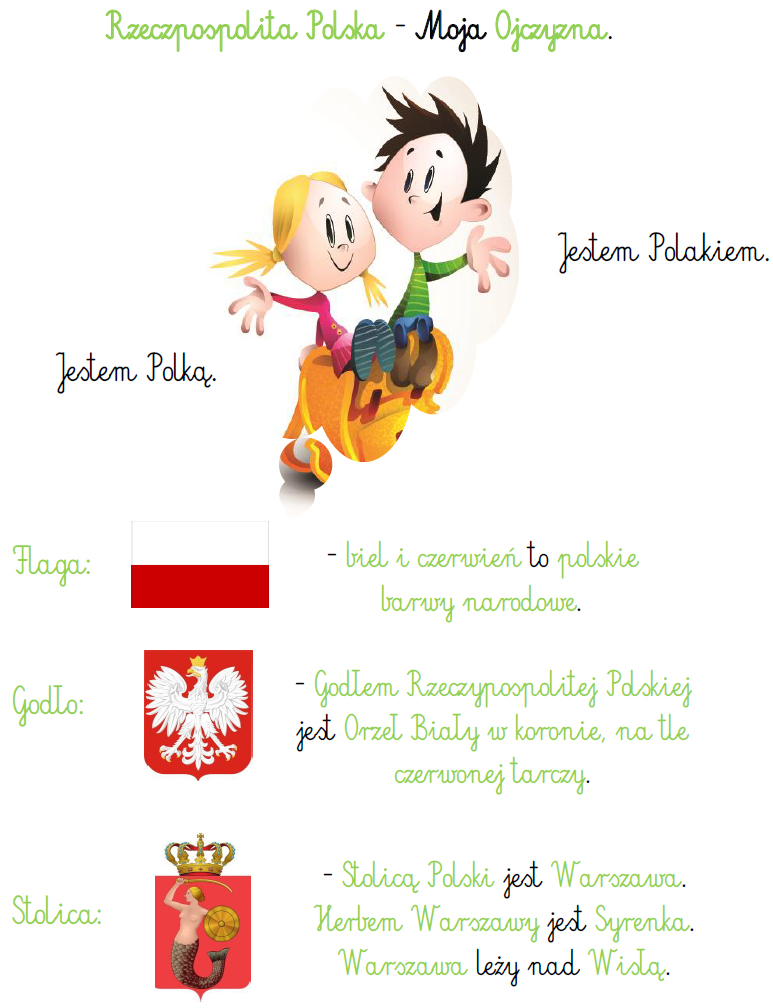 Rzeczpospolita Polska - Moja Ojczyzna.
Jestem Polakiem.
Jestem Polką.
Flaga:
- biel i czerwień to polskie
barwy narodowe.
Godło:
- Godłem Rzeczypospolitej Polskiej
jest Orzeł Biały w koronie, na tle
czerwonej tarczy.
Stolica:
- Stolicą Polski jest Warszawa.
Herbem Warszawy jest Syrenka.
Warszawa leży nad Wisłą.